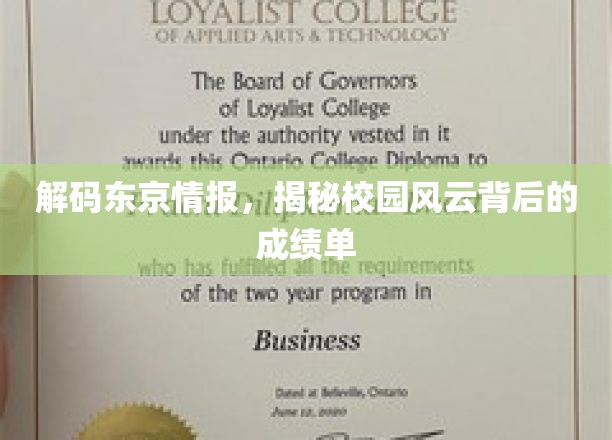 LOYALIST COLLEGE
OF APPLIED ARTS & TECHNOLOGY
The Board of Governors
of Loyalist College
under the authority vested in it
awards this Ontario College Diploma to
解码东京情报，揭秘校园风云背后的
成绩单
who has fulfilled all the requirements
of the two year program in
Business
Dated at Belleville, Ontario
June 12, 2020